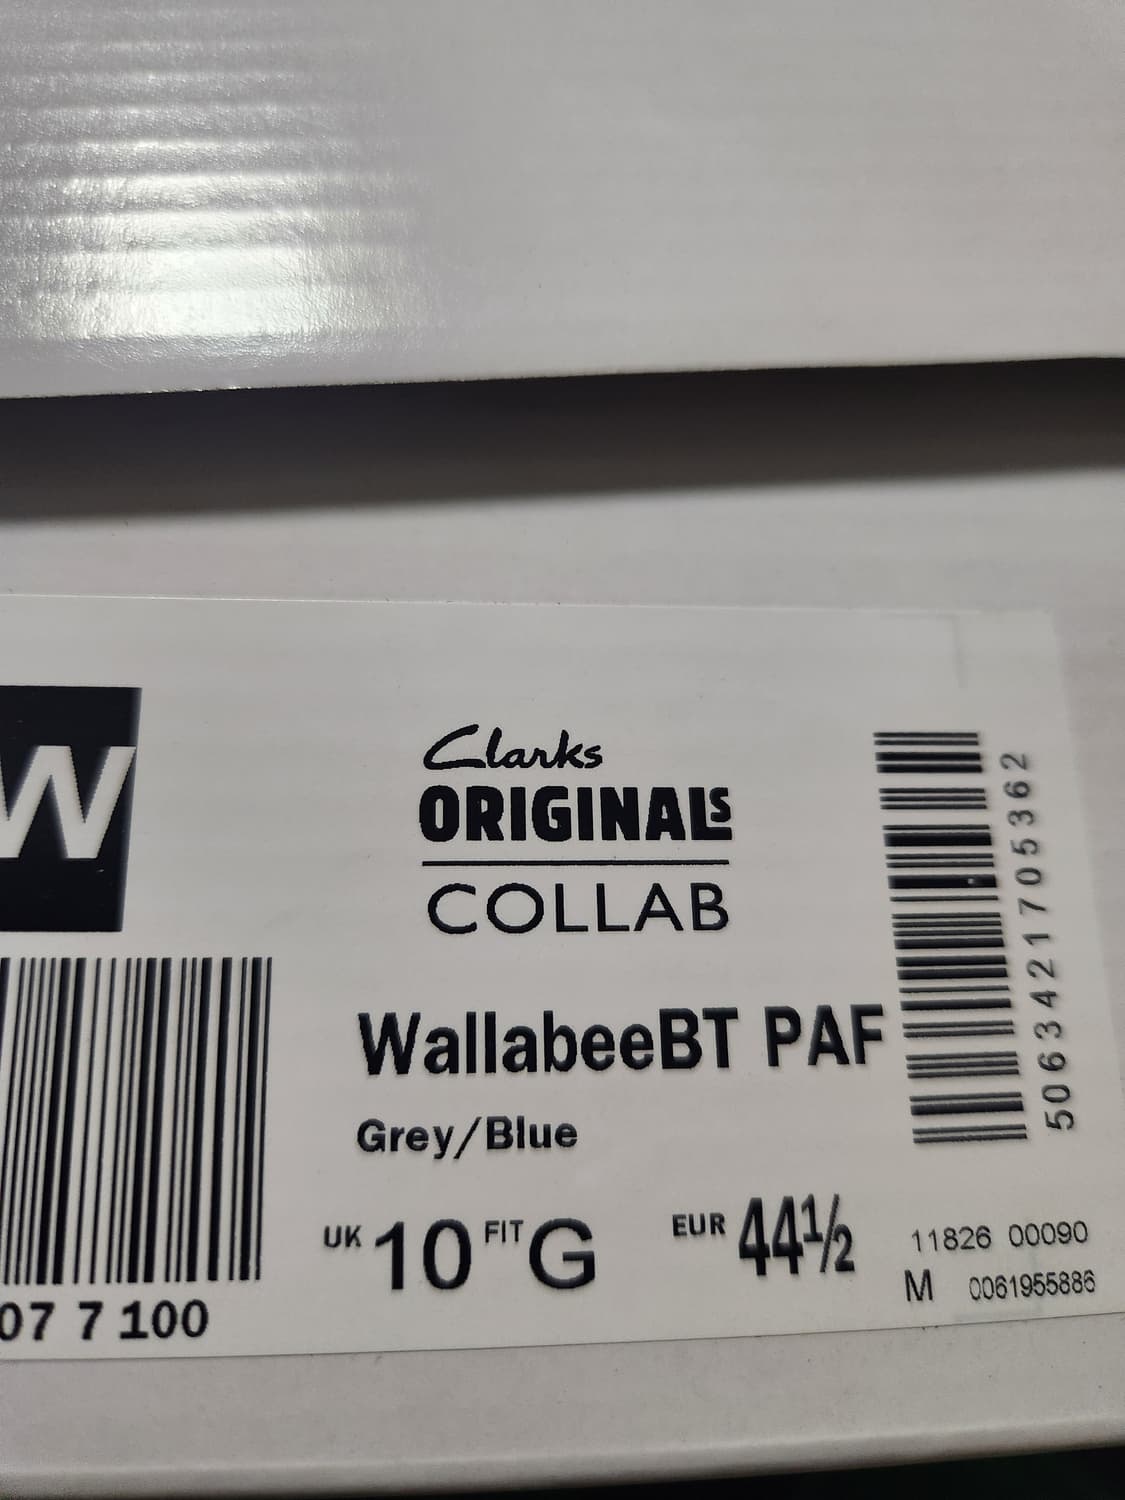 W
Clarks
ORIGINALS
COLLAB
WallabeeBT PAF
Grey/Blue
UK 10 FIT G EUR 44½
07 7 100
5063421705362
11826 00090
M 0061955886